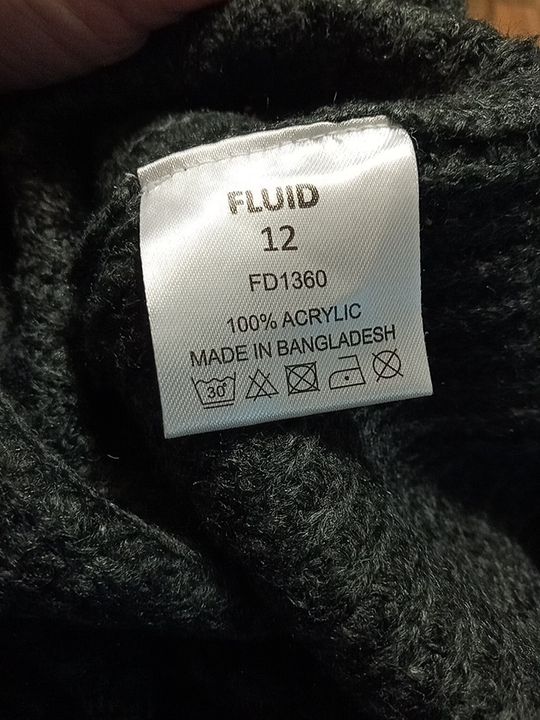 FLUID
12
FD1360
100% ACRYLIC
MADE IN BANGLADESH
30°